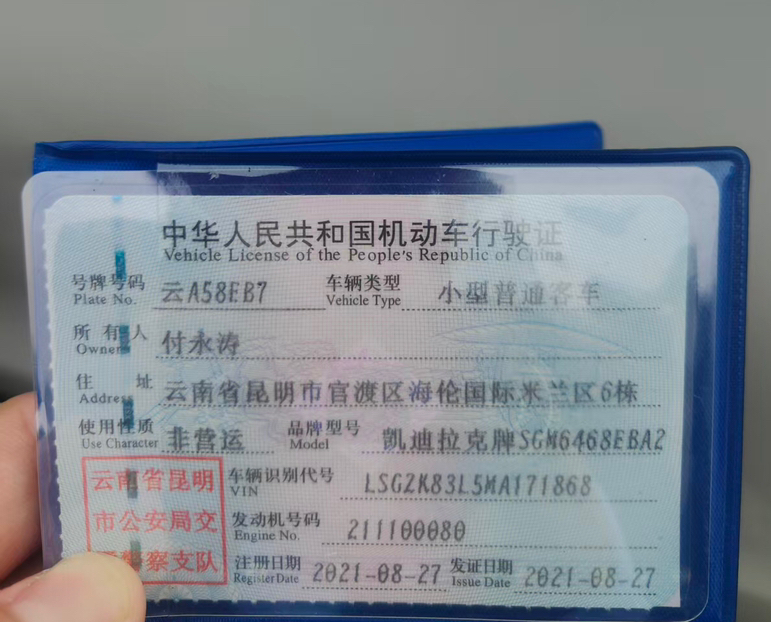 中华人民共和国机动车行驶证
Vehicle License of the People's Republic of China
号牌号码 云A58EB7 车辆类型 小型普通客车
Plate No. Vehicle Type
所有人 付永涛
Owner
住址 云南省昆明市官渡区海伦国际米兰区6栋
Address
使用性质 非营运 品牌型号 凯迪拉克牌SGM6468EBA2
Use Character Model
云南省昆明
市公安局交
警察支队
车辆识别代号 LSGZK83L5MA171868
VIN
发动机号码 211100080
Engine No.
注册日期 2021-08-27 发证日期 2021-08-27
Register Date Issue Date